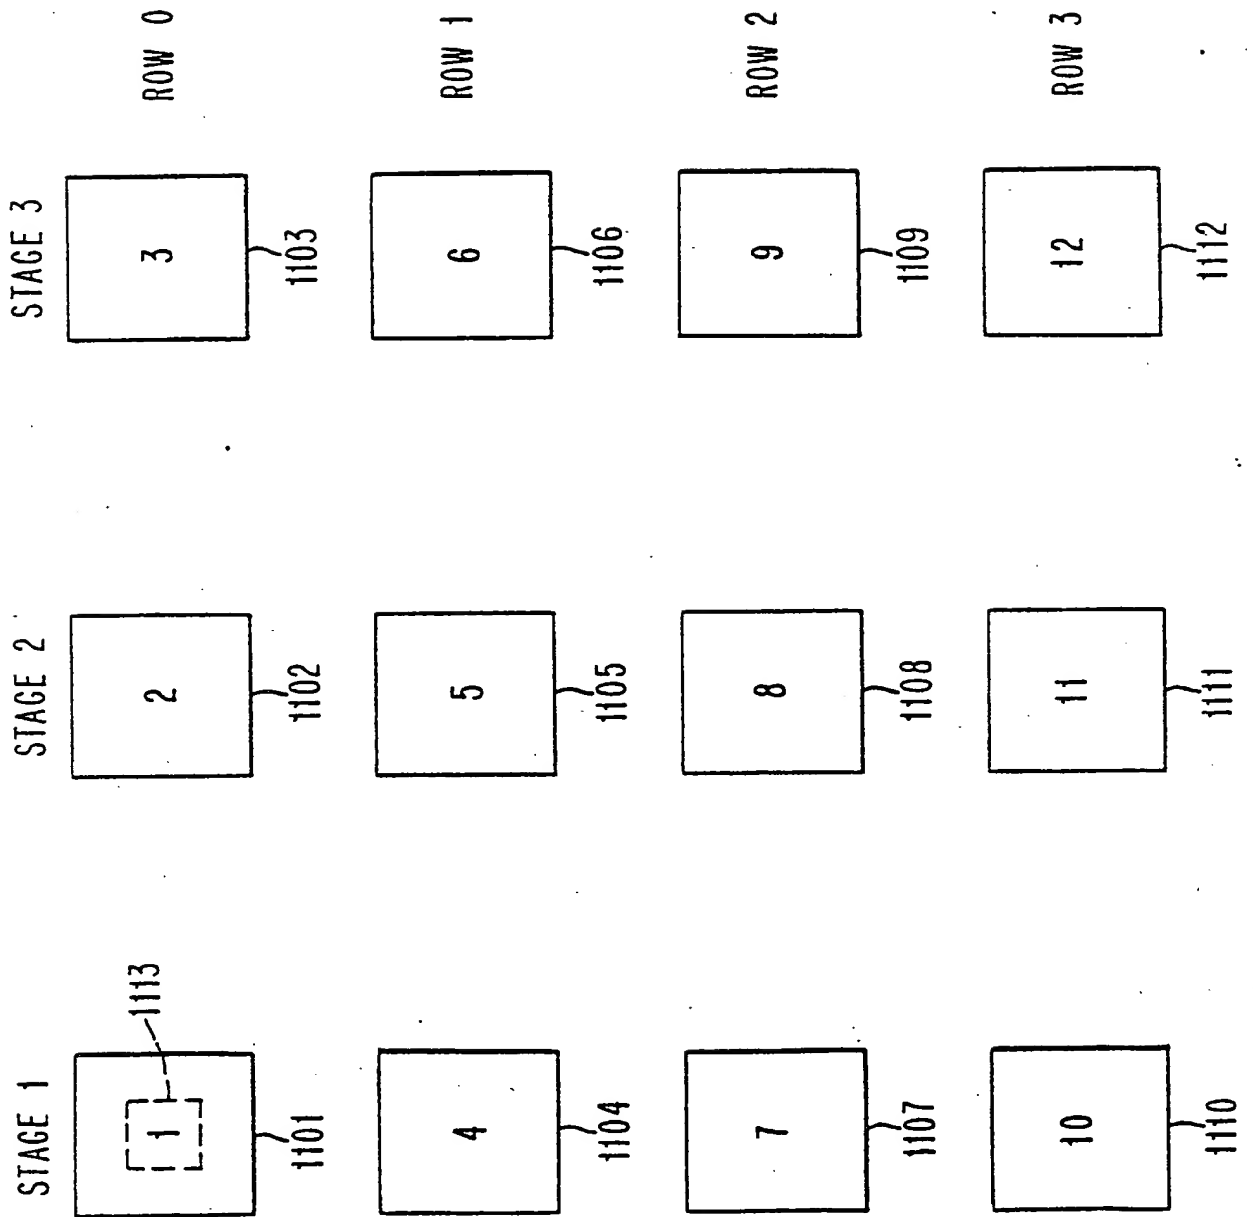 STAGE 1 STAGE 2 STAGE 3
1113
1 2 3 ROW 0
1101 1102 1103
4 5 6 ROW 1
1104 1105 1106
7 8 9 ROW 2
1107 1108 1109
10 11 12 ROW 3
1110 1111 1112